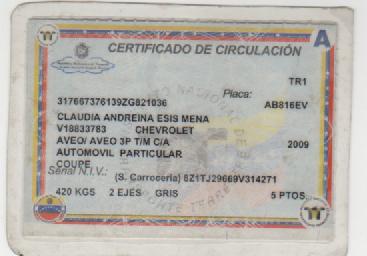 CERTIFICADO DE CIRCULACIÓN
A
TR1
317667376139ZG821036
Placa:
AB816EV
CLAUDIA ANDREINA ESIS MENA
V18833783 CHEVROLET
AVEO/ AVEO 3P T/M C/A 2009
AUTOMOVIL PARTICULAR
COUPE
Serial N.I.V.: (S. Carroceria) 8Z1TJ29669V314271
420 KGS 2 EJES GRIS 5 PTOS